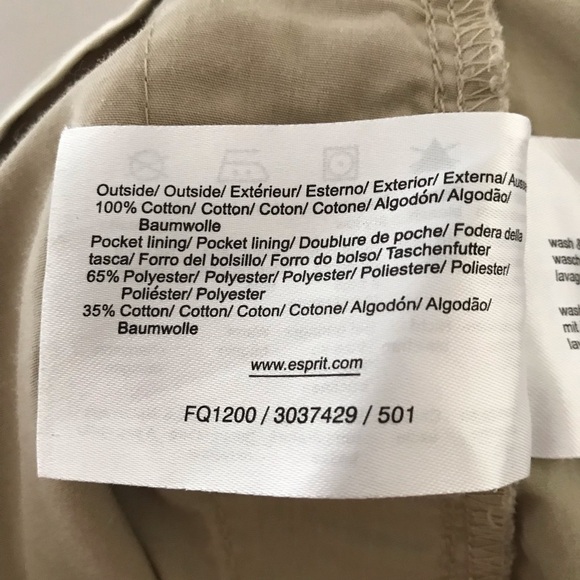 Outside/ Outside/ Extérieur/ Esterno/ Exterior/ Externa/
100% Cotton/ Cotton/ Coton/ Cotone/ Algodón/ Algodão/
Baumwolle
Pocket lining/ Pocket lining/ Doublure de poche/ Fodera della
tasca/ Forro del bolsillo/ Forro do bolso/ Taschenfutter
65% Polyester/ Polyester/ Polyester/ Poliestere/ Poliester/
Poliéster/ Polyester
35% Cotton/ Cotton/ Coton/ Cotone/ Algodón/ Algodão/
Baumwolle
www.esprit.com
FQ1200 / 3037429 / 501
wash
mit